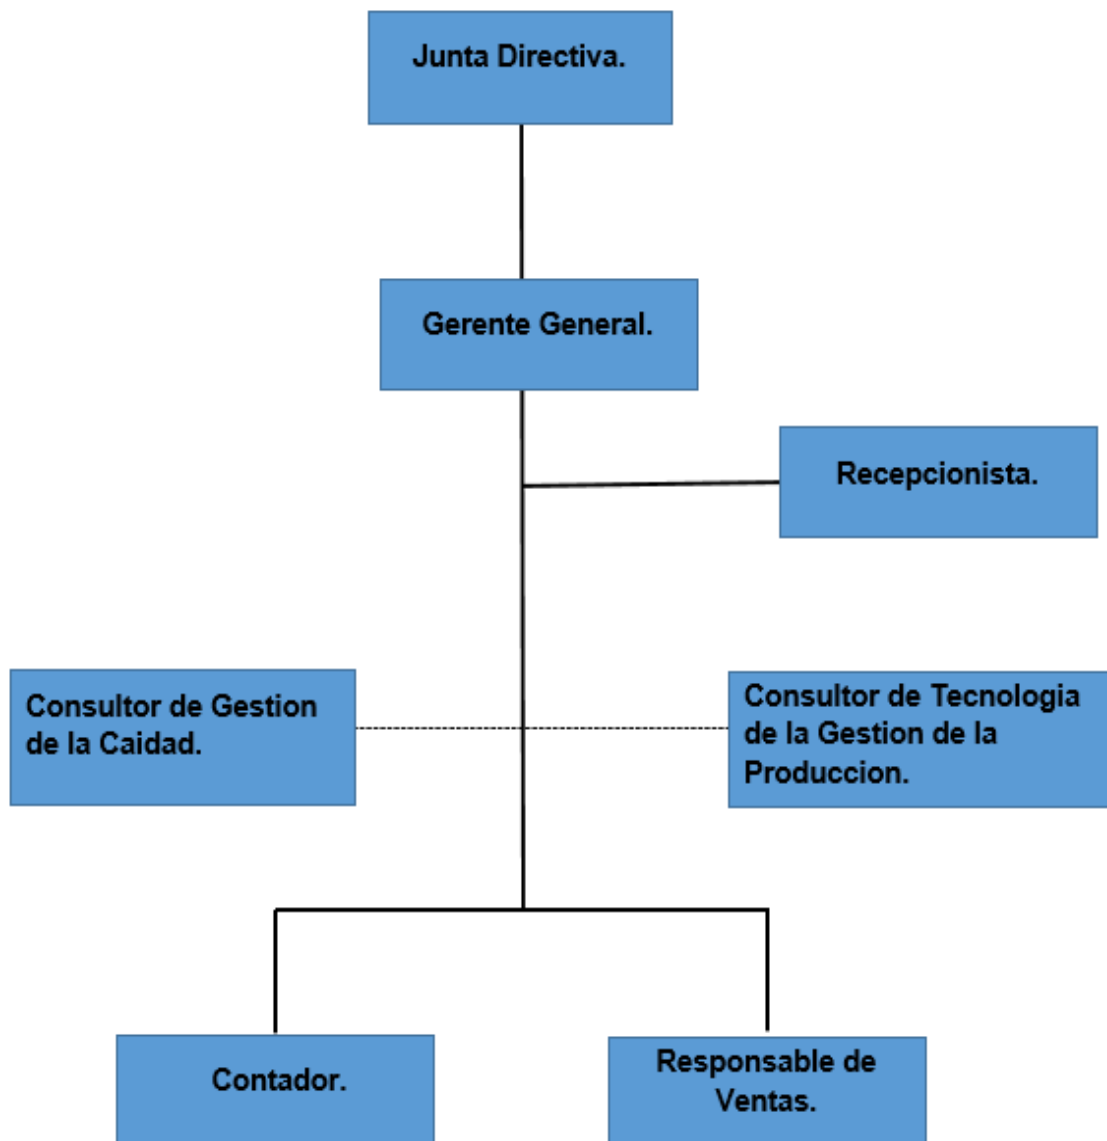 Junta Directiva.
Gerente General.
Recepcionista.
Consultor de Gestion
de la Caidad.
Consultor de Tecnologia
de la Gestion de la
Produccion.
Contador.
Responsable de
Ventas.